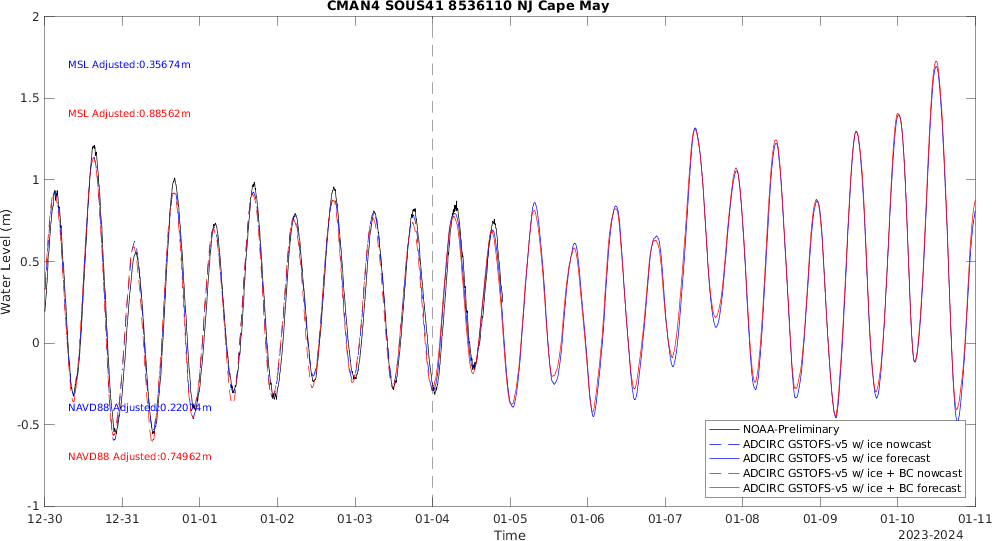 CMAN4 SOUS41 8536110 NJ Cape May
2
1.5
1
0.5
0
-0.5
-1
Water Level (m)
MSL Adjusted:0.35674m
MSL Adjusted:0.88562m
NAVD88 Adjusted:0.22074m
NAVD88 Adjusted:0.74962m
NOAA-Preliminary
ADCIRC GSTOFS-v5 w/ ice nowcast
ADCIRC GSTOFS-v5 w/ ice forecast
ADCIRC GSTOFS-v5 w/ ice + BC nowcast
ADCIRC GSTOFS-v5 w/ ice + BC forecast
12-30 12-31 01-01 01-02 01-03 01-04 01-05 01-06 01-07 01-08 01-09 01-10 01-11
Time
2023-2024